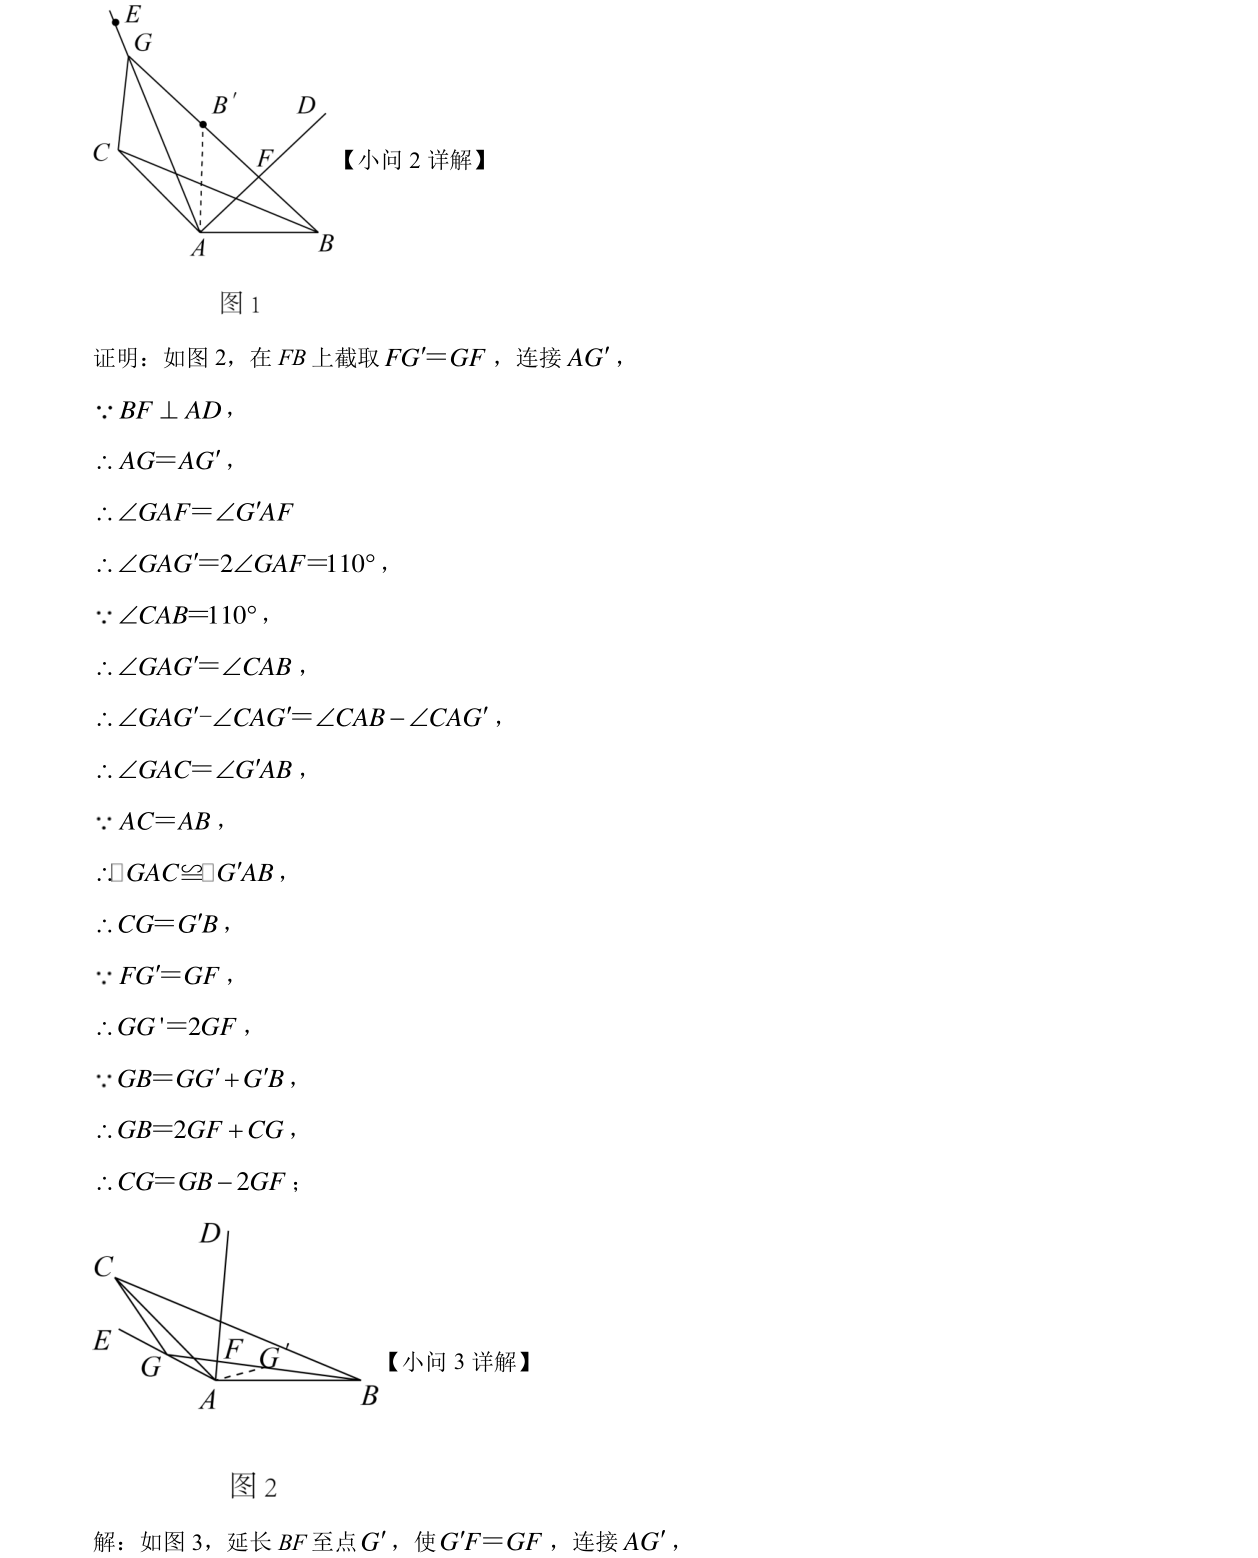 E
G
B′
D
C
F
【小问 2 详解】
A
B
图 1
证明：如图 2，在 FB 上截取 FG′=GF，连接 AG′，
∵ BF ⊥ AD，
∴ AG=AG′，
∴ ∠GAF=∠G′AF
∴ ∠GAG′=2∠GAF=110°，
∵ ∠CAB=110°，
∴ ∠GAG′=∠CAB，
∴ ∠GAG′-∠CAG′=∠CAB-∠CAG′，
∴ ∠GAC=∠G′AB，
∵ AC=AB，
∴□GAC≌□G′AB，
∴ CG=G′B，
∵ FG′=GF，
∴ GG'=2GF，
∵ GB=GG′+G′B，
∴ GB=2GF+CG，
∴ CG=GB-2GF；
D
C
E
F
G′
G
【小问 3 详解】
A
B
图 2
解：如图 3，延长 BF 至点 G′，使 G′F=GF，连接 AG′，